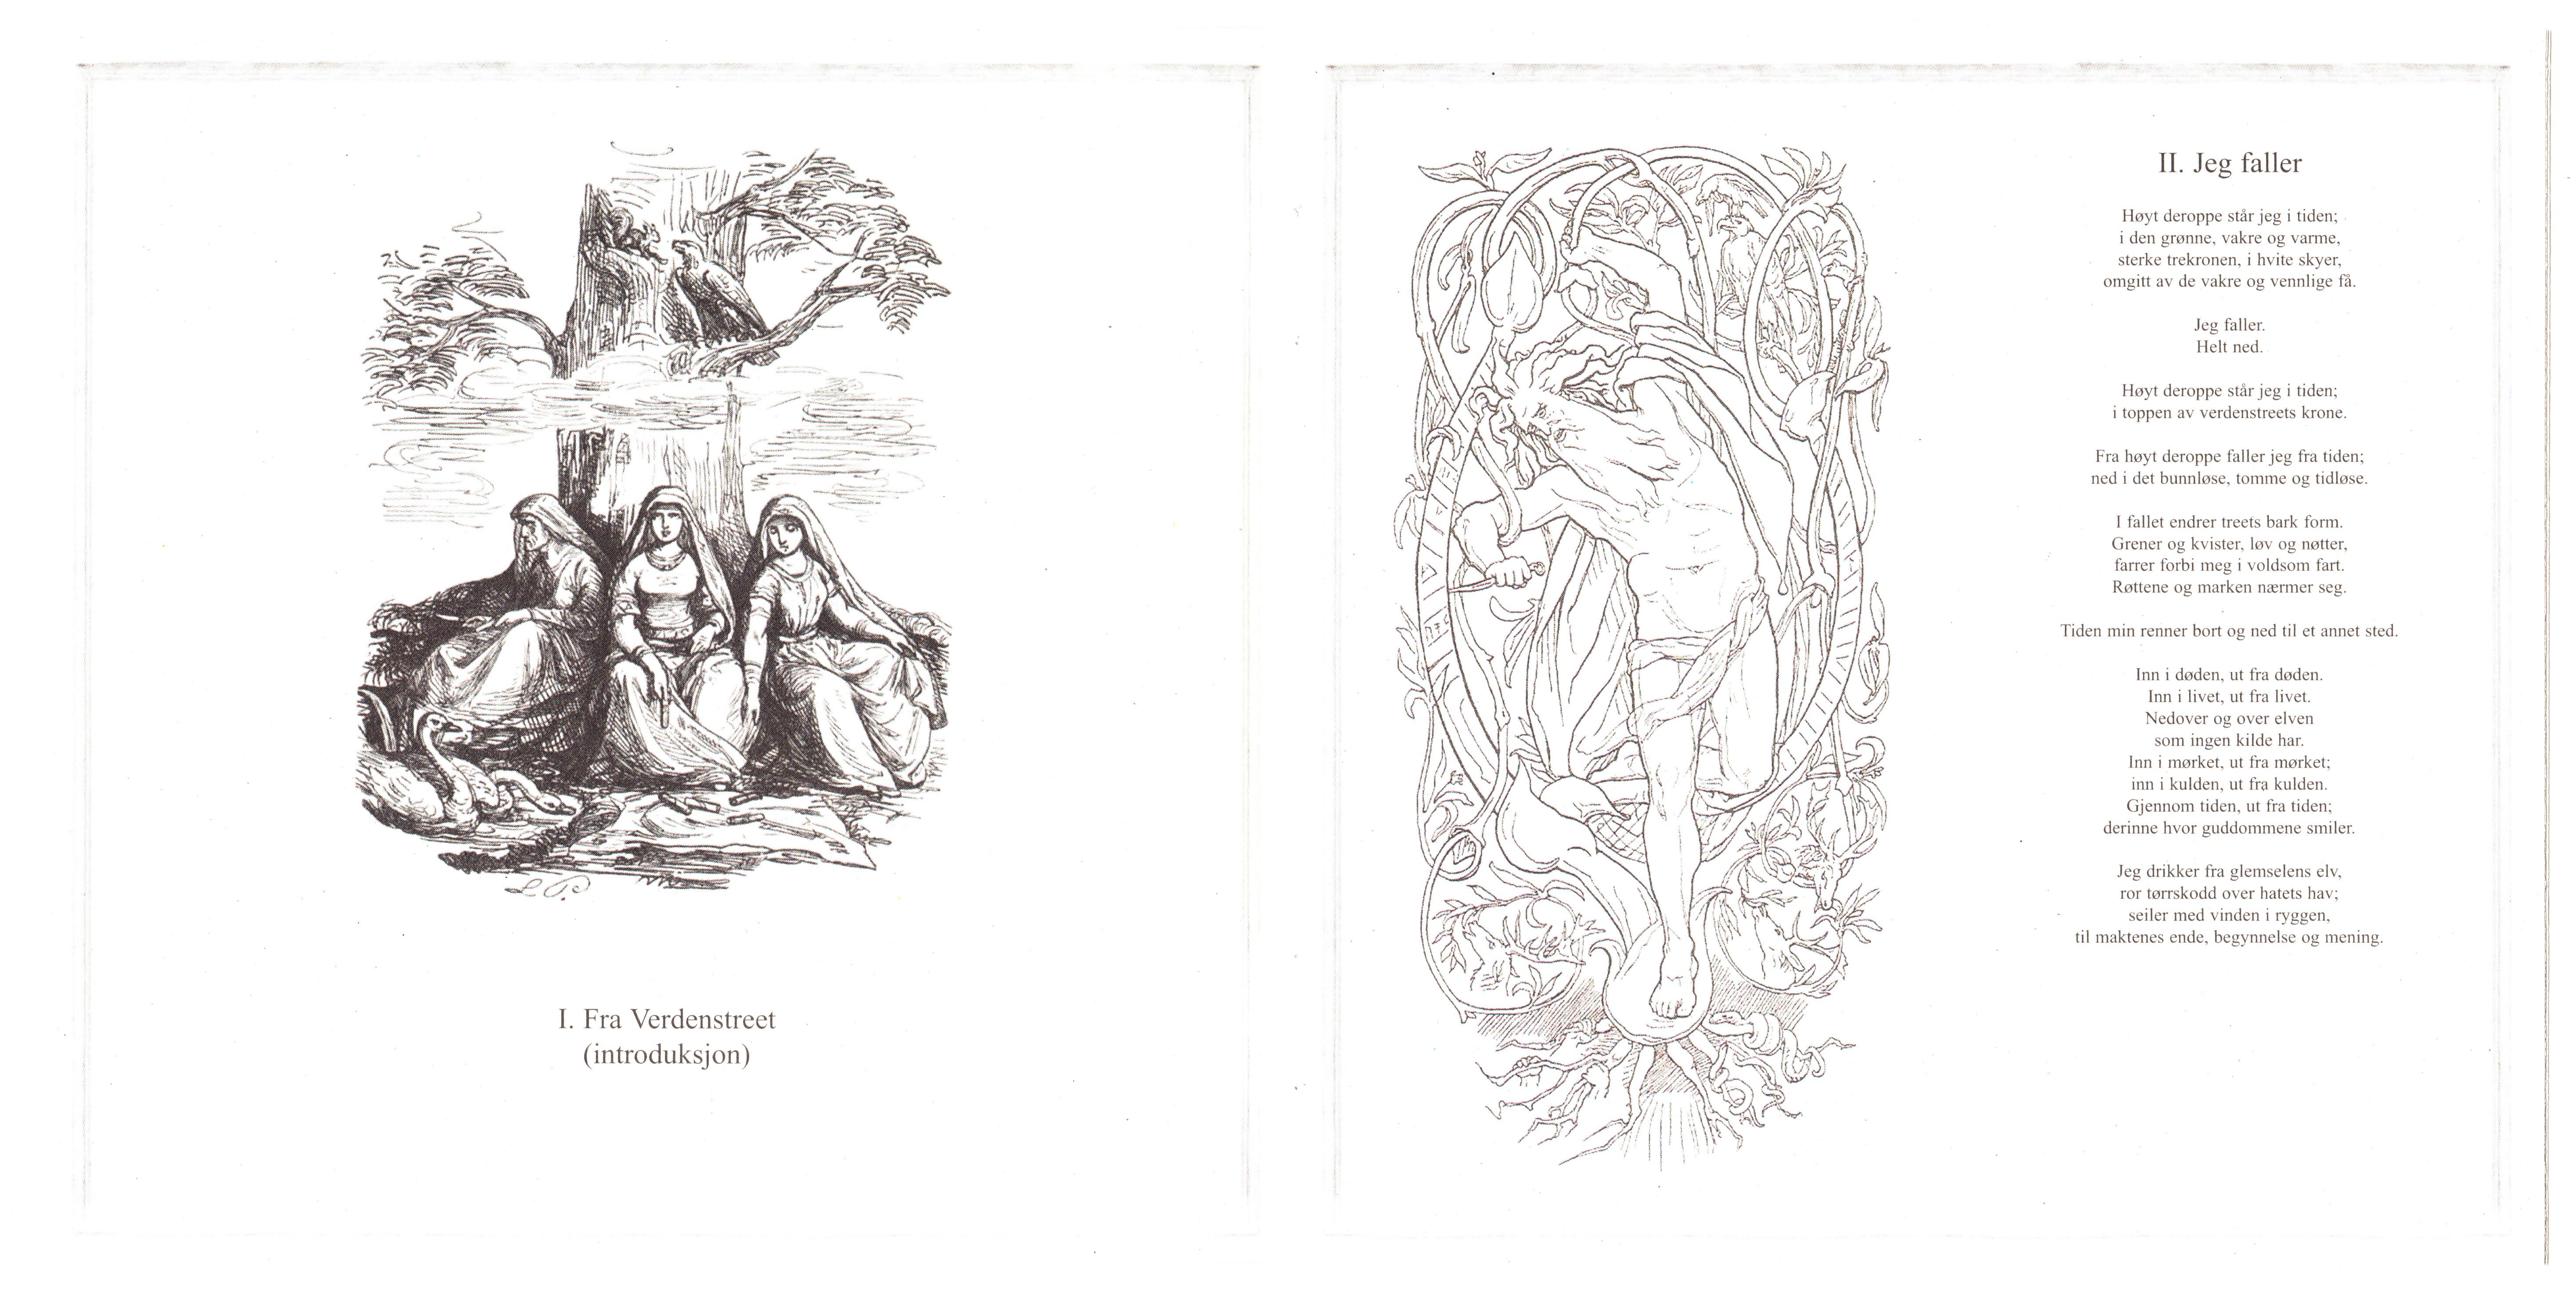 I. Fra Verdenstreet
(introduksjon)
II. Jeg faller
Høyt deroppe står jeg i tiden;
i den grønne, vakre og varme,
sterke trekronen, i hvite skyer,
omgitt av de vakre og vennlige få.
Jeg faller.
Helt ned.
Høyt deroppe står jeg i tiden;
i toppen av verdenstreets krone.
Fra høyt deroppe faller jeg fra tiden;
ned i det bunnløse, tomme og tidløse.
I fallet endrer treets bark form.
Grener og kvister, løv og nøtter,
farrer forbi meg i voldsom fart.
Røttene og marken nærmer seg.
Tiden min renner bort og ned til et annet sted.
Inn i døden, ut fra døden.
Inn i livet, ut fra livet.
Nedover og over elven
som ingen kilde har.
Inn i mørket, ut fra mørket;
inn i kulden, ut fra kulden.
Gjennom tiden, ut fra tiden;
derinne hvor guddommene smiler.
Jeg drikker fra glemselens elv,
ror tørrskodd over hatets hav;
seiler med vinden i ryggen,
til maktenes ende, begynnelse og mening.